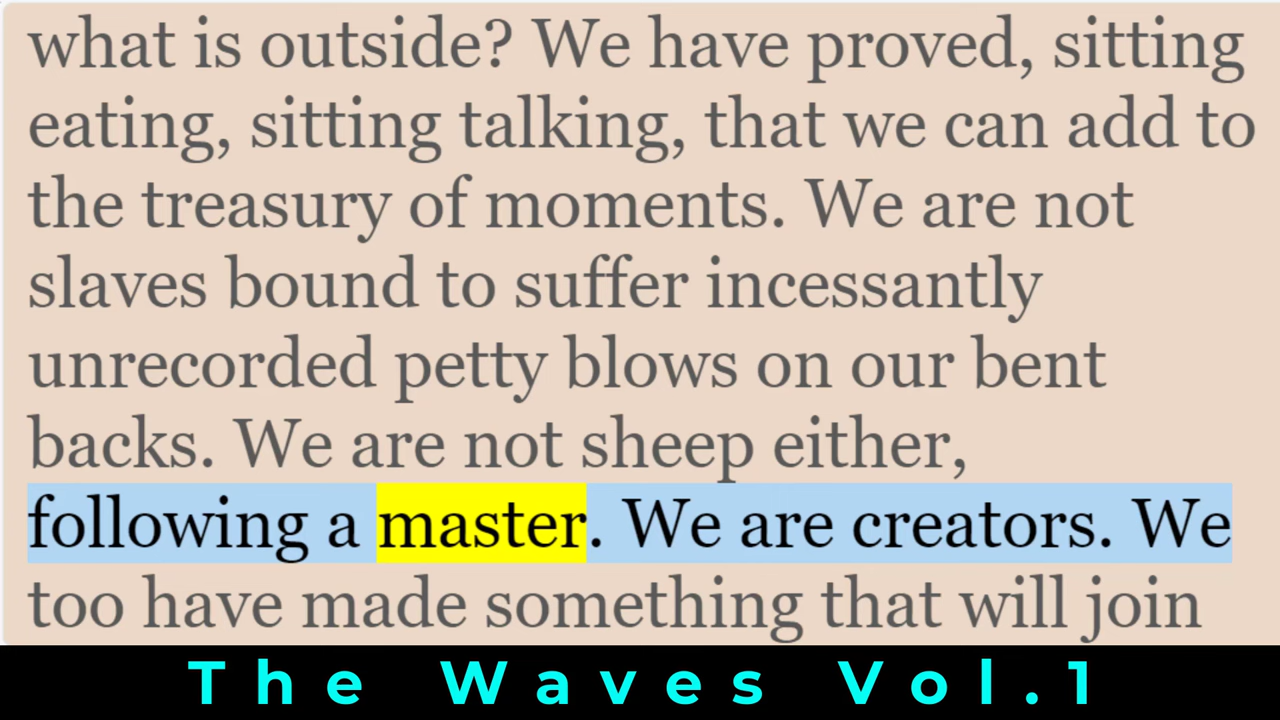 what is outside? We have proved, sitting
eating, sitting talking, that we can add to
the treasury of moments. We are not
slaves bound to suffer incessantly
unrecorded petty blows on our bent
backs. We are not sheep either,
following a master. We are creators. We
too have made something that will join
The Waves Vol.1